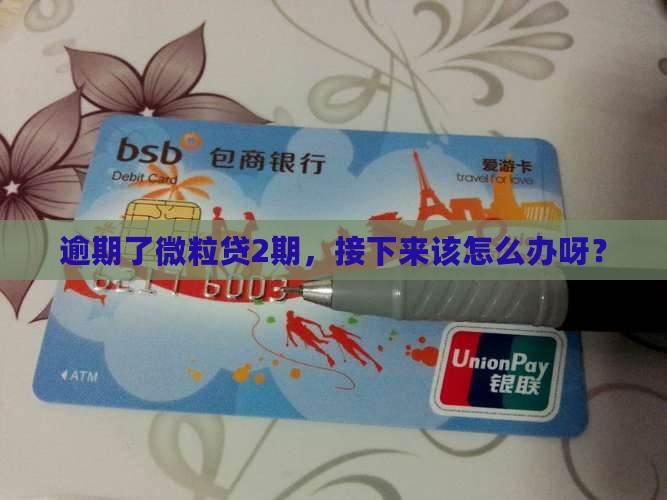 bsb 包商银行
Debit Card
爱游卡
travel for love
逾期了微粒贷2期，接下来该怎么办呀？
6003
ATM
UnionPay
银联